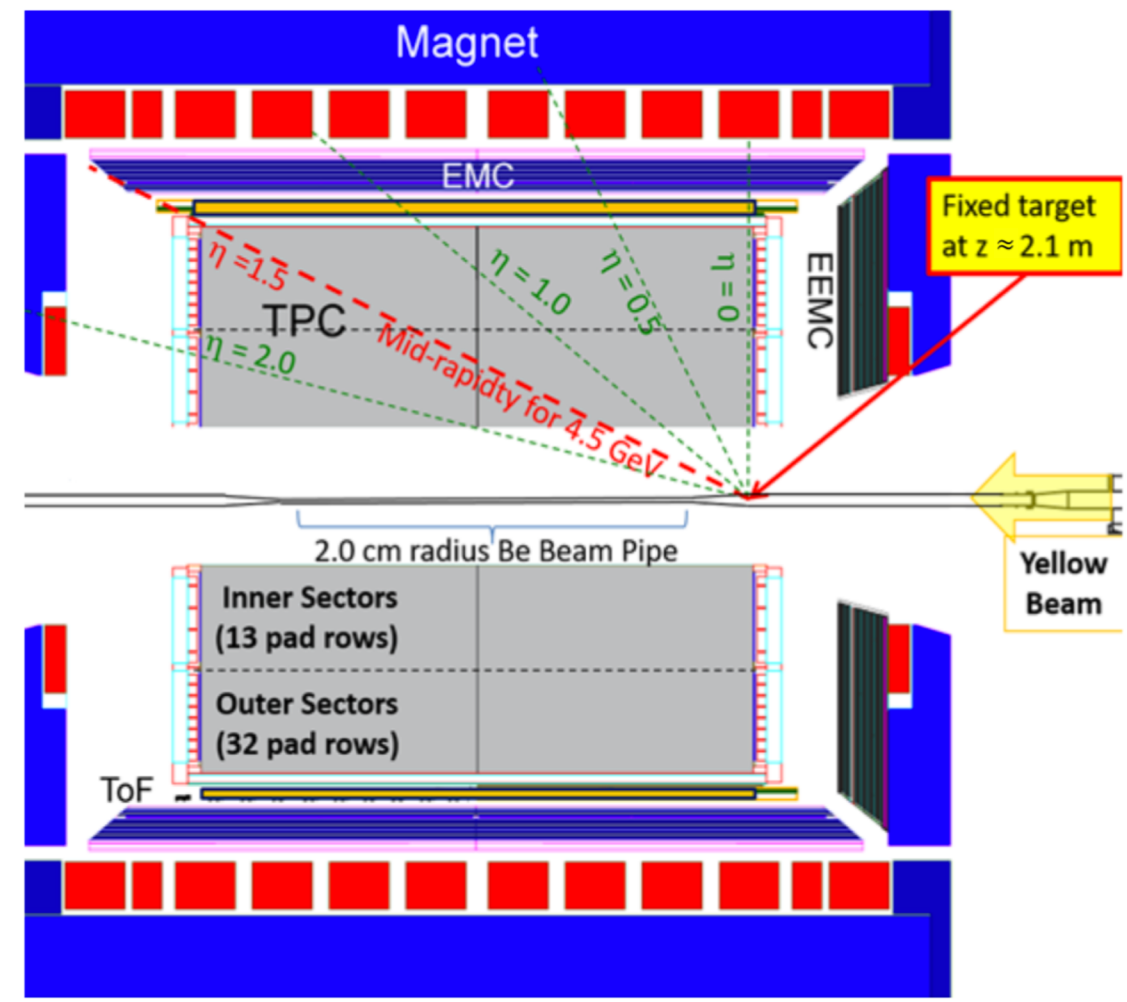 Magnet
EMC
Fixed target
at z ≈ 2.1 m
η =1.5
η = 1.0
η = 0.5
η = 0
EEMC
TPC
Mid-rapidty for 4.5 GeV
η = 2.0
2.0 cm radius Be Beam Pipe
Yellow
Beam
Inner Sectors
(13 pad rows)
Outer Sectors
(32 pad rows)
ToF